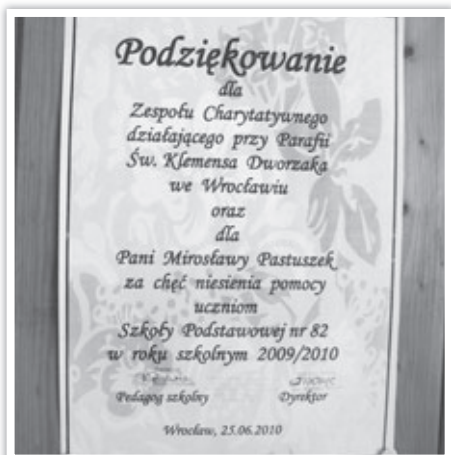 Podziękowanie
dla
Zespołu Charytatywnego
działającego przy Parafii
Św. Klemensa Dworzaka
we Wrocławiu
oraz
dla
Pani Mirosławy Pastuszek
za chęć niesienia pomocy
uczniom
Szkoły Podstawowej nr 82
w roku szkolnym 2009/2010
Pedagog szkolny Dyrektor
Wrocław, 25.06.2010